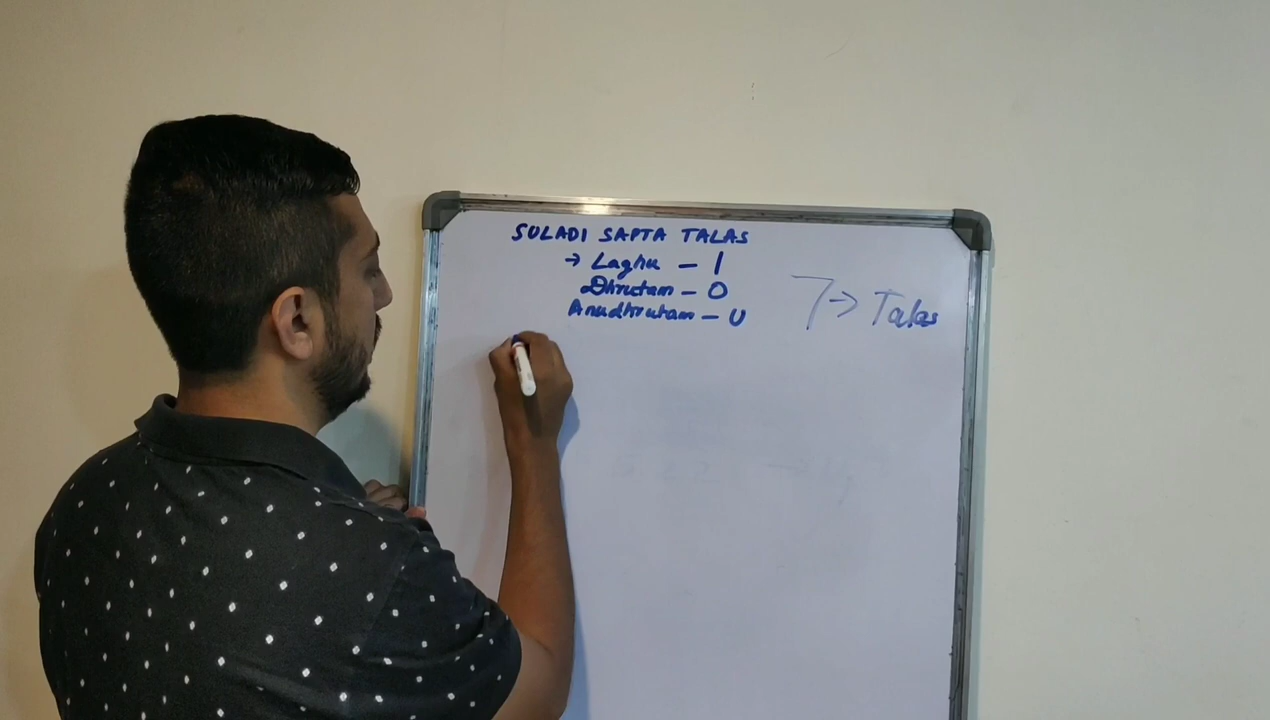 SULADI SAPTA TALAS
→ Laghu – |
Dhrutam – O
Anudhrutam – U
7 → Talas